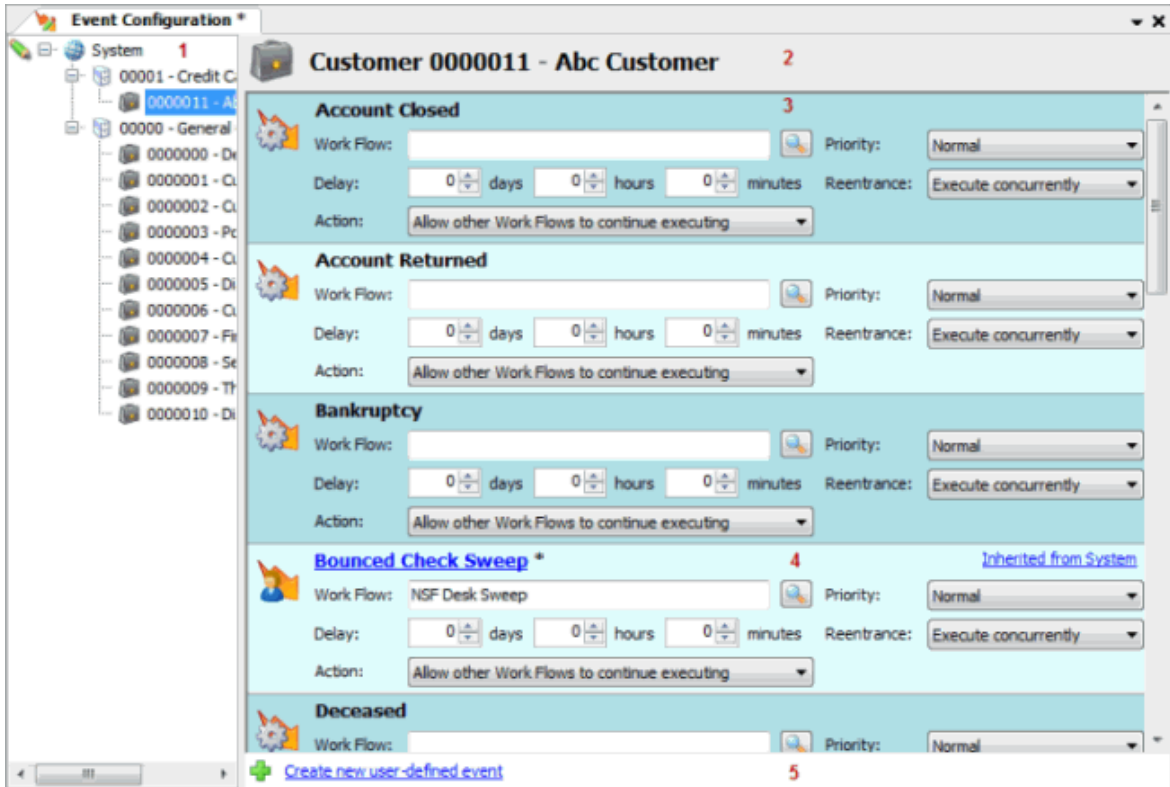 Event Configuration *
System 1
00001 - Credit Ca
0000011 - Ab
00000 - General
0000000 - De
0000001 - Cu
0000002 - Cu
0000003 - Po
0000004 - Cu
0000005 - Di
0000006 - Cu
0000007 - Fir
0000008 - Se
0000009 - Th
0000010 - Di
Customer 0000011 - Abc Customer 2
Account Closed 3
Work Flow: Priority: Normal
Delay: 0 days 0 hours 0 minutes Reentrance: Execute concurrently
Action: Allow other Work Flows to continue executing
Account Returned
Work Flow: Priority: Normal
Delay: 0 days 0 hours 0 minutes Reentrance: Execute concurrently
Action: Allow other Work Flows to continue executing
Bankruptcy
Work Flow: Priority: Normal
Delay: 0 days 0 hours 0 minutes Reentrance: Execute concurrently
Action: Allow other Work Flows to continue executing
Bounced Check Sweep * 4 Inherited from System
Work Flow: NSF Desk Sweep Priority: Normal
Delay: 0 days 0 hours 0 minutes Reentrance: Execute concurrently
Action: Allow other Work Flows to continue executing
Deceased
Work Flow: Priority: Normal
Create new user-defined event 5